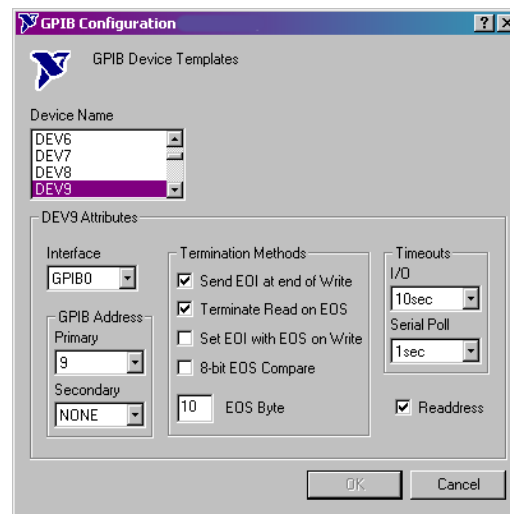 GPIB Configuration
GPIB Device Templates
Device Name
DEV6
DEV7
DEV8
DEV9
DEV9 Attributes
Interface
GPIB0
GPIB Address
Primary
9
Secondary
NONE
Termination Methods
Send EOI at end of Write
Terminate Read on EOS
Set EOI with EOS on Write
8-bit EOS Compare
10 EOS Byte
Timeouts
I/O
10sec
Serial Poll
1sec
Readdress
OK
Cancel